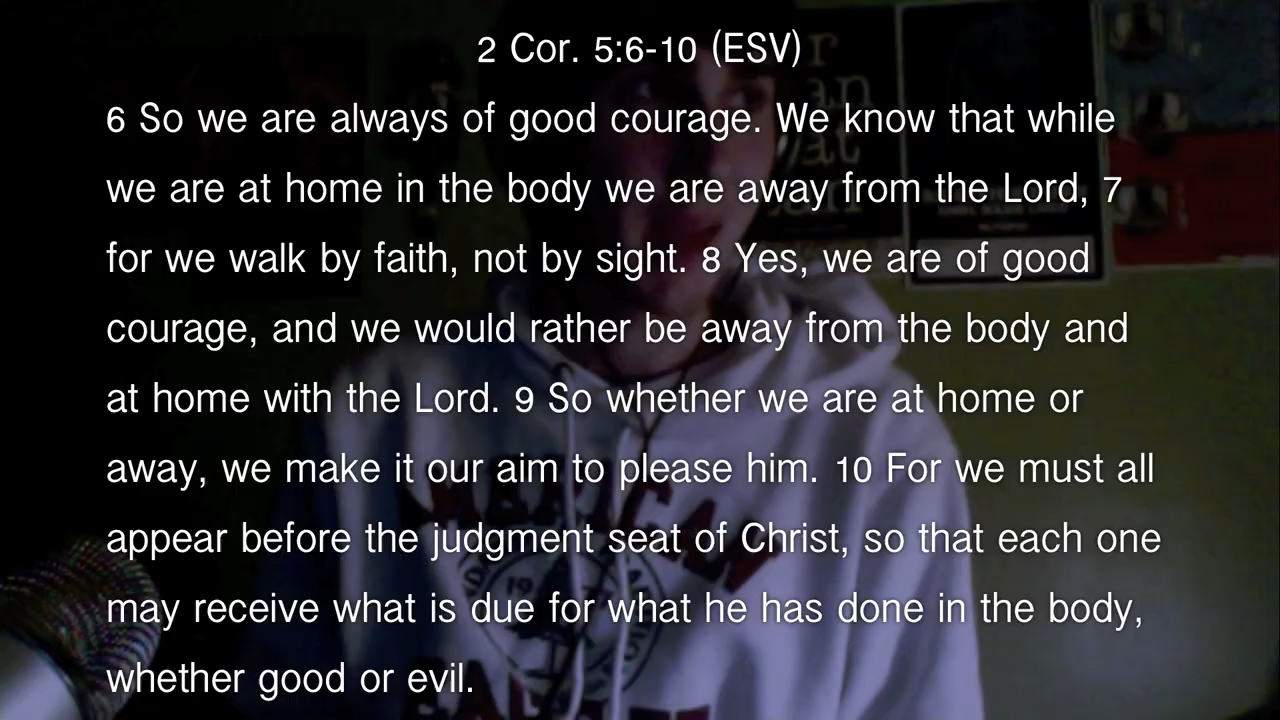 2 Cor. 5:6-10 (ESV)
6 So we are always of good courage. We know that while
we are at home in the body we are away from the Lord, 7
for we walk by faith, not by sight. 8 Yes, we are of good
courage, and we would rather be away from the body and
at home with the Lord. 9 So whether we are at home or
away, we make it our aim to please him. 10 For we must all
appear before the judgment seat of Christ, so that each one
may receive what is due for what he has done in the body,
whether good or evil.